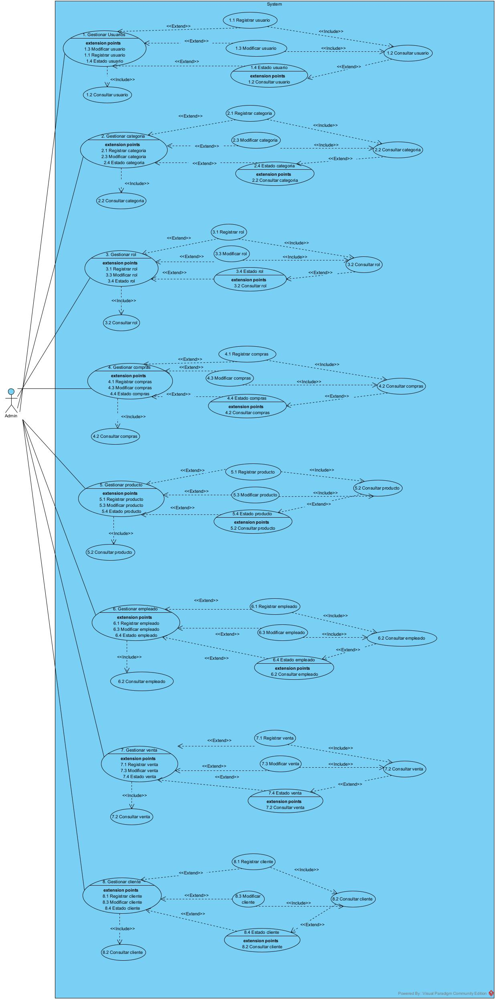 System
1.1 Registrar usuario
<<Extend>>
<<Include>>
1. Gestionar Usuarios
extension points
1.3 Modificar usuario
1.1 Registrar usuario
1.4 Estado usuario
<<Extend>>
1.3 Modificar usuario
<<Include>>
1.2 Consultar usuario
<<Extend>>
1.4 Estado usuario
extension points
1.2 Consultar usuario
<<Extend>>
<<Include>>
1.2 Consultar usuario
2.1 Registrar categoria
<<Extend>>
<<Include>>
2. Gestionar categoria
extension points
2.1 Registrar categoria
2.3 Modificar categoria
2.4 Estado categoria
2.3 Modificar categoria
<<Extend>>
<<Include>>
2.2 Consultar categoria
<<Extend>>
<<Extend>>
2.4 Estado categoria
extension points
2.2 Consultar categoria
<<Include>>
2.2 Consultar categoria
3.1 Registrar rol
<<Extend>>
<<Include>>
3. Gestionar rol
extension points
3.1 Registrar rol
3.3 Modificar rol
3.4 Estado rol
<<Extend>>
3.3 Modificar rol
<<Include>>
3.2 Consultar rol
<<Extend>>
3.4 Estado rol
extension points
3.2 Consultar rol
<<Extend>>
<<Include>>
3.2 Consultar rol
4.1 Registrar compras
<<Extend>>
<<Include>>
4. Gestionar compras
extension points
4.1 Registrar compras
4.3 Modificar compras
4.4 Estado compras
<<Extend>>
4.3 Modificar compras
<<Include>>
4.2 Consultar compras
<<Extend>>
4.4 Estado compras
extension points
4.2 Consultar compras
<<Extend>>
Admin
<<Include>>
4.2 Consultar compras
<<Extend>>
5.1 Registrar producto
<<Include>>
5. Gestionar producto
extension points
5.1 Registrar producto
5.3 Modificar producto
5.4 Estado producto
<<Extend>>
5.3 Modificar producto
<<Include>>
5.2 Consultar producto
<<Extend>>
<<Extend>>
5.4 Estado producto
extension points
5.2 Consultar producto
<<Include>>
5.2 Consultar producto
<<Extend>>
6.1 Registrar empleado
<<Include>>
6. Gestionar empleado
extension points
6.1 Registrar empleado
6.3 Modificar empleado
6.4 Estado empleado
<<Extend>>
6.3 Modificar empleado
<<Include>>
6.2 Consultar empleado
<<Extend>>
<<Extend>>
6.4 Estado empleado
extension points
6.2 Consultar empleado
<<Include>>
6.2 Consultar empleado
<<Extend>>
7.1 Registrar venta
<<Include>>
7. Gestionar venta
extension points
7.1 Registrar venta
7.3 Modificar venta
7.4 Estado venta
<<Extend>>
7.3 Modificar venta
<<Include>>
7.2 Consultar venta
<<Extend>>
<<Extend>>
7.4 Estado venta
extension points
7.2 Consultar venta
<<Include>>
7.2 Consultar venta
8.1 Registrar cliente
<<Extend>>
<<Include>>
8. Gestionar cliente
extension points
8.1 Registrar cliente
8.3 Modificar cliente
8.4 Estado cliente
<<Extend>>
8.3 Modificar
cliente
<<Include>>
8.2 Consultar cliente
<<Extend>>
<<Extend>>
8.4 Estado cliente
extension points
8.2 Consultar cliente
<<Include>>
8.2 Consultar cliente
Powered By: Visual Paradigm Community Edition